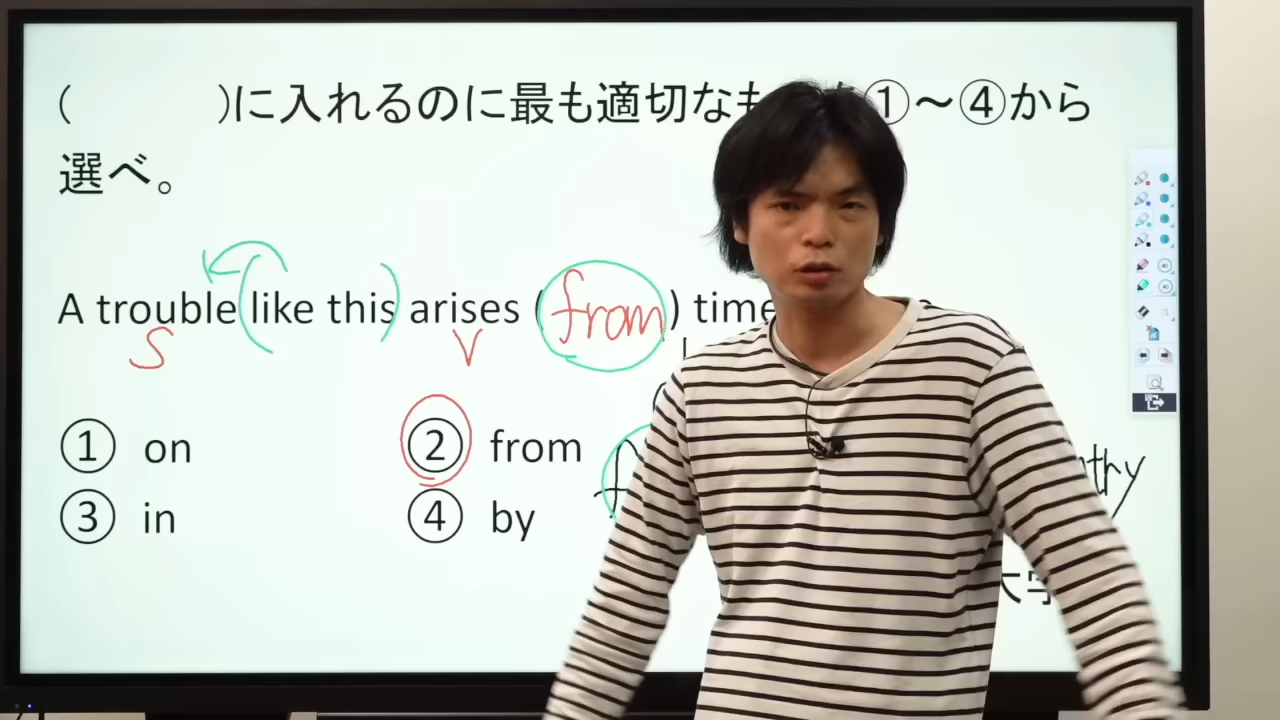 ( )に入れるのに最も適切なも ①～④から
選べ。
A trouble (like this) arises (from) time
S V
① on ② from
③ in ④ by
thy
大学